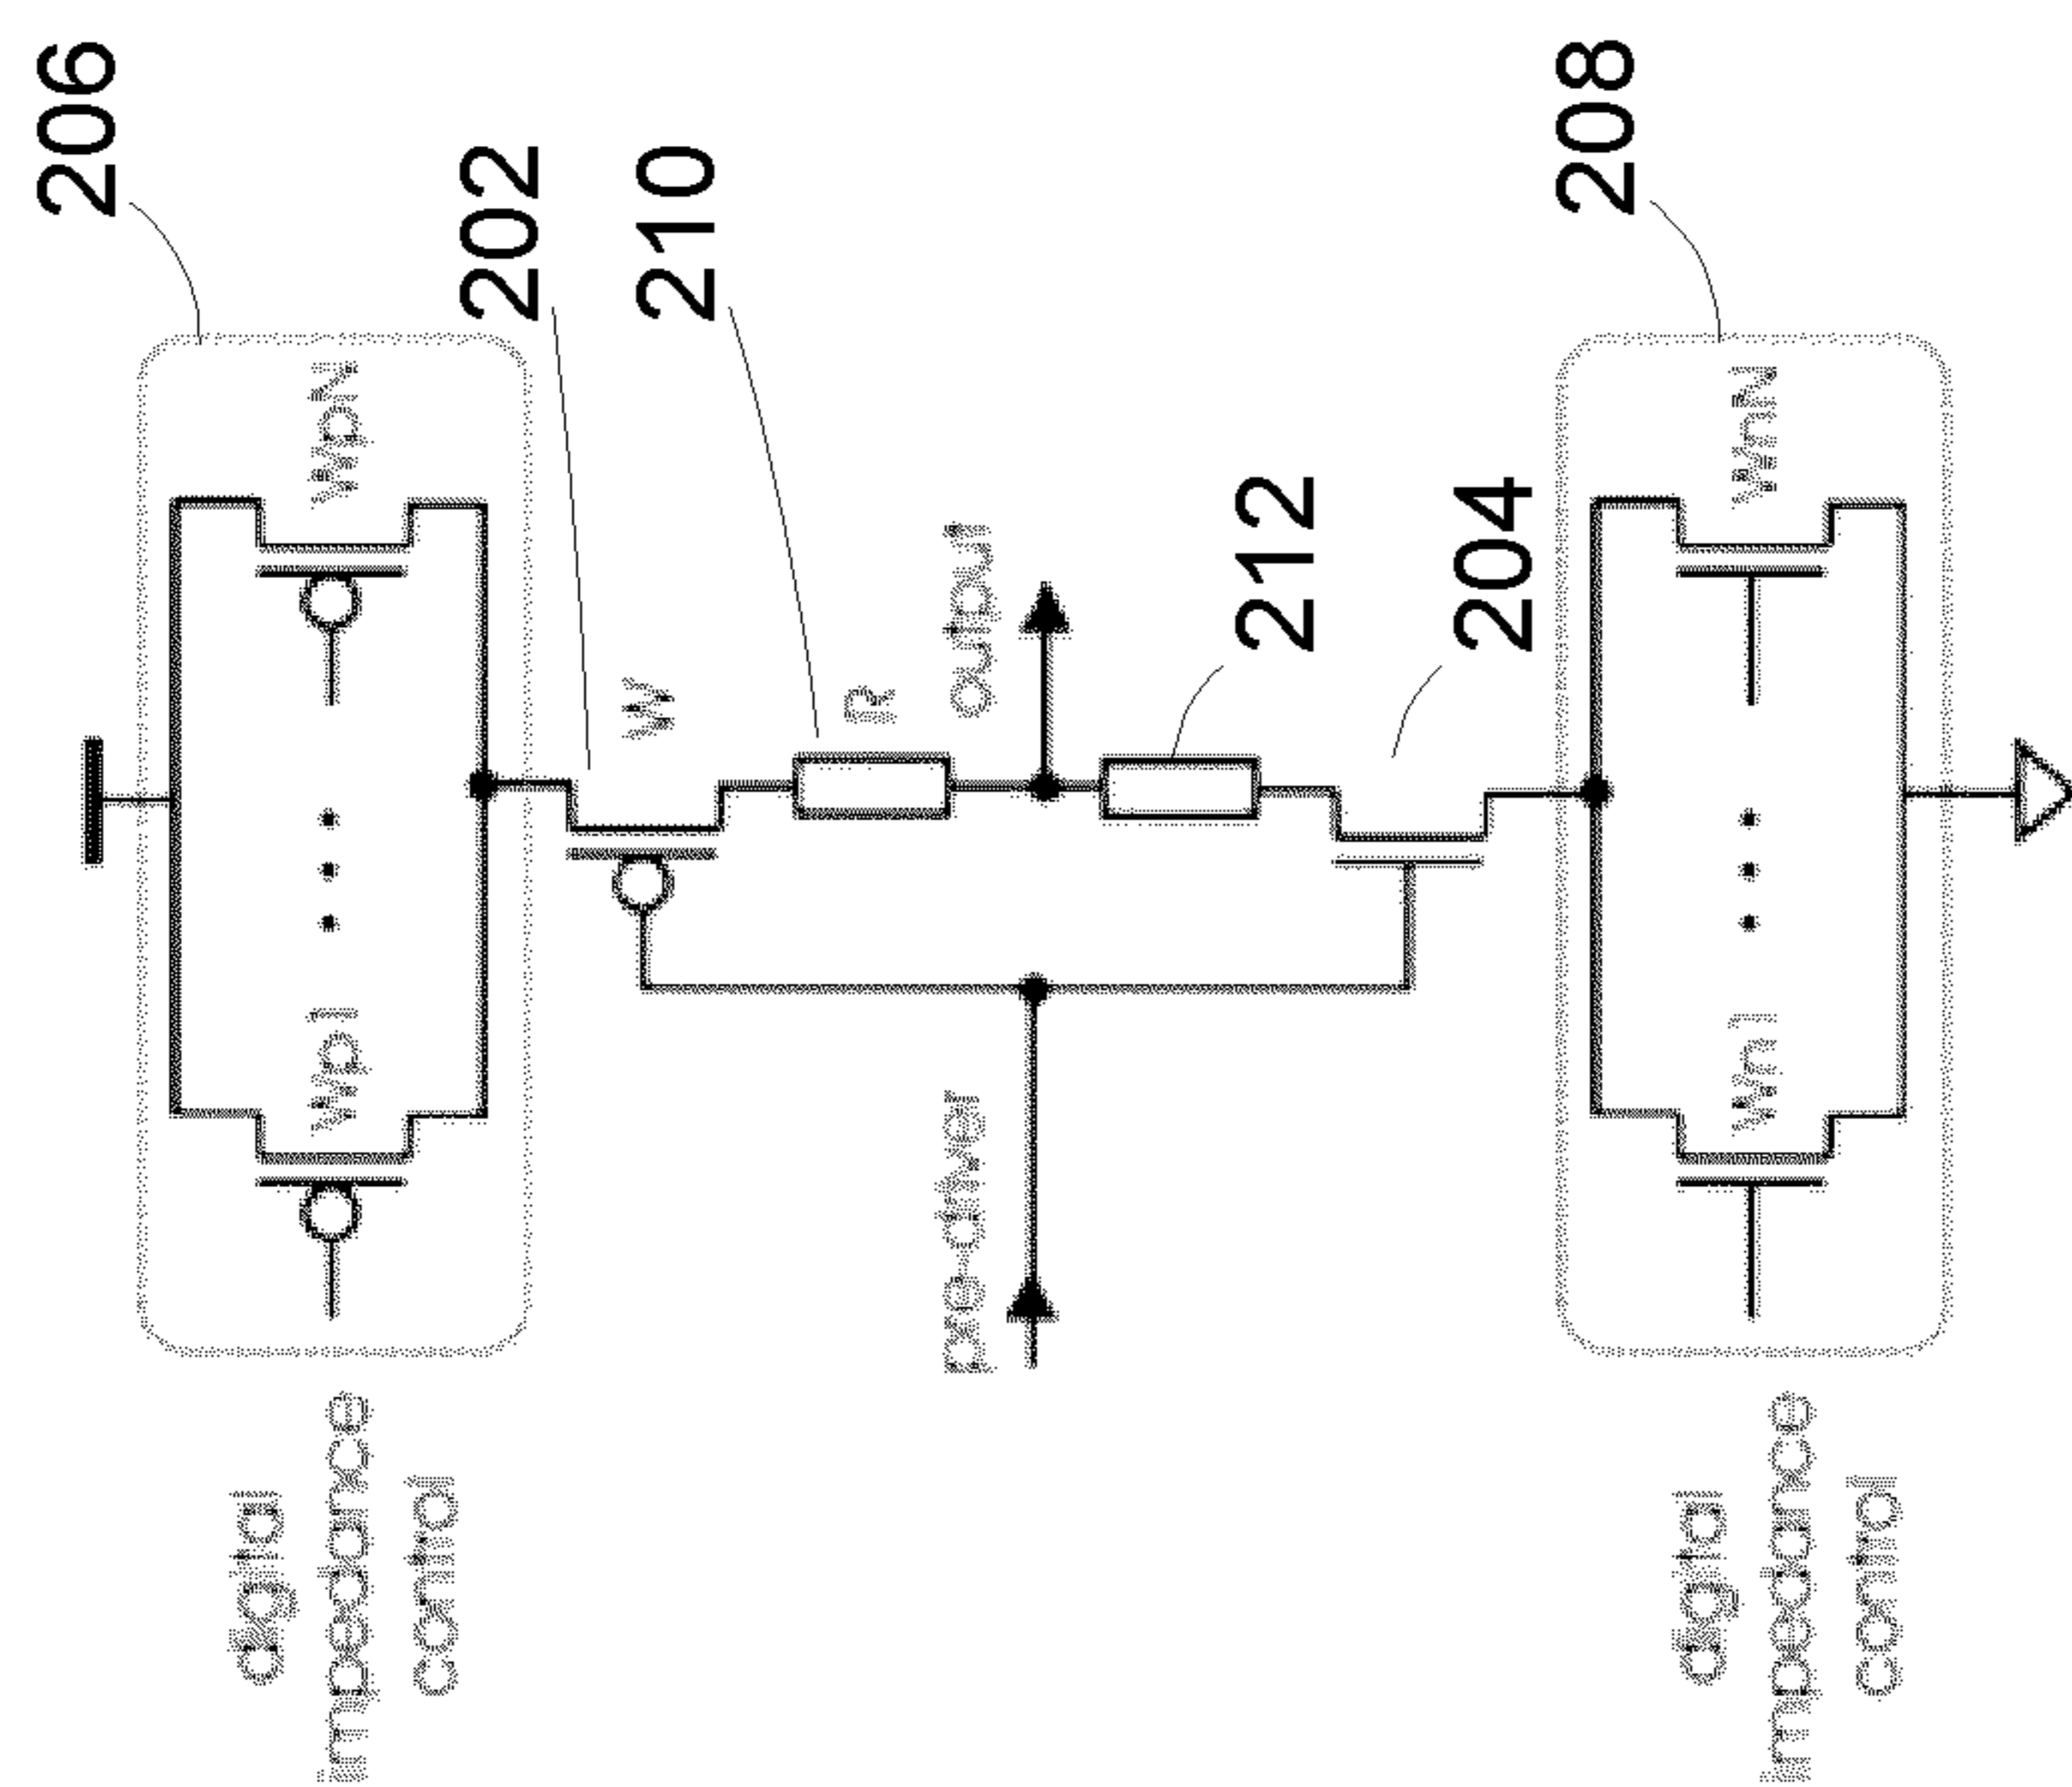 206
202
210
208
212
204
WpN
Wp1
W
R
output
pre-driver
WnN
Wn1
digital
impedance
control
digital
impedance
control